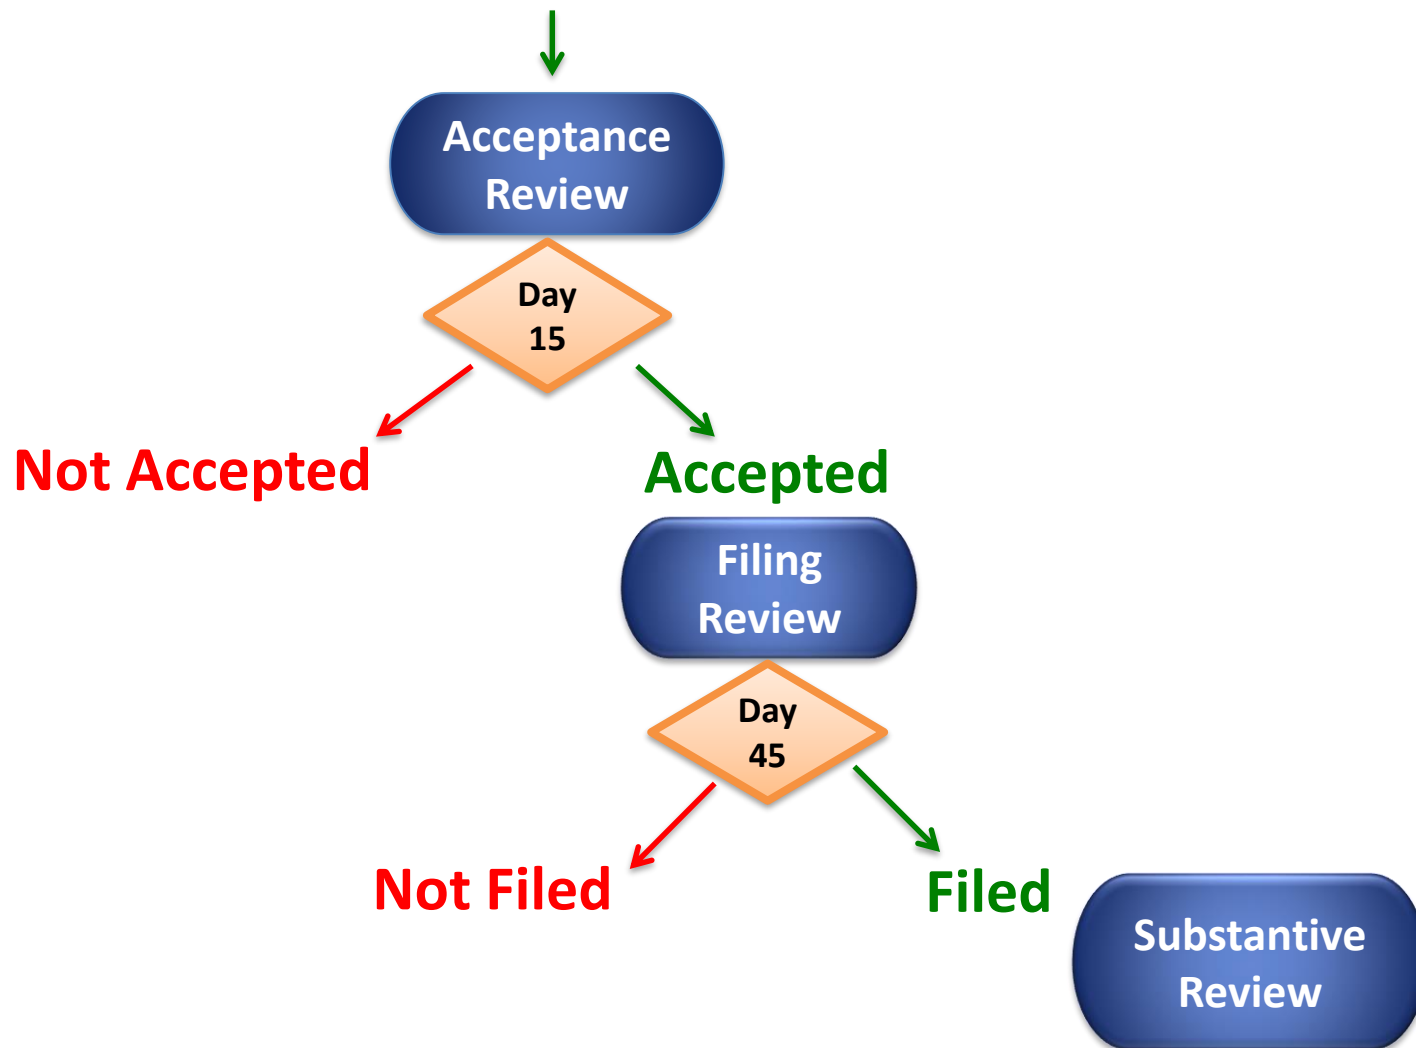 Acceptance
Review
Day
15
Not Accepted
Accepted
Filing
Review
Day
45
Not Filed
Filed
Substantive
Review